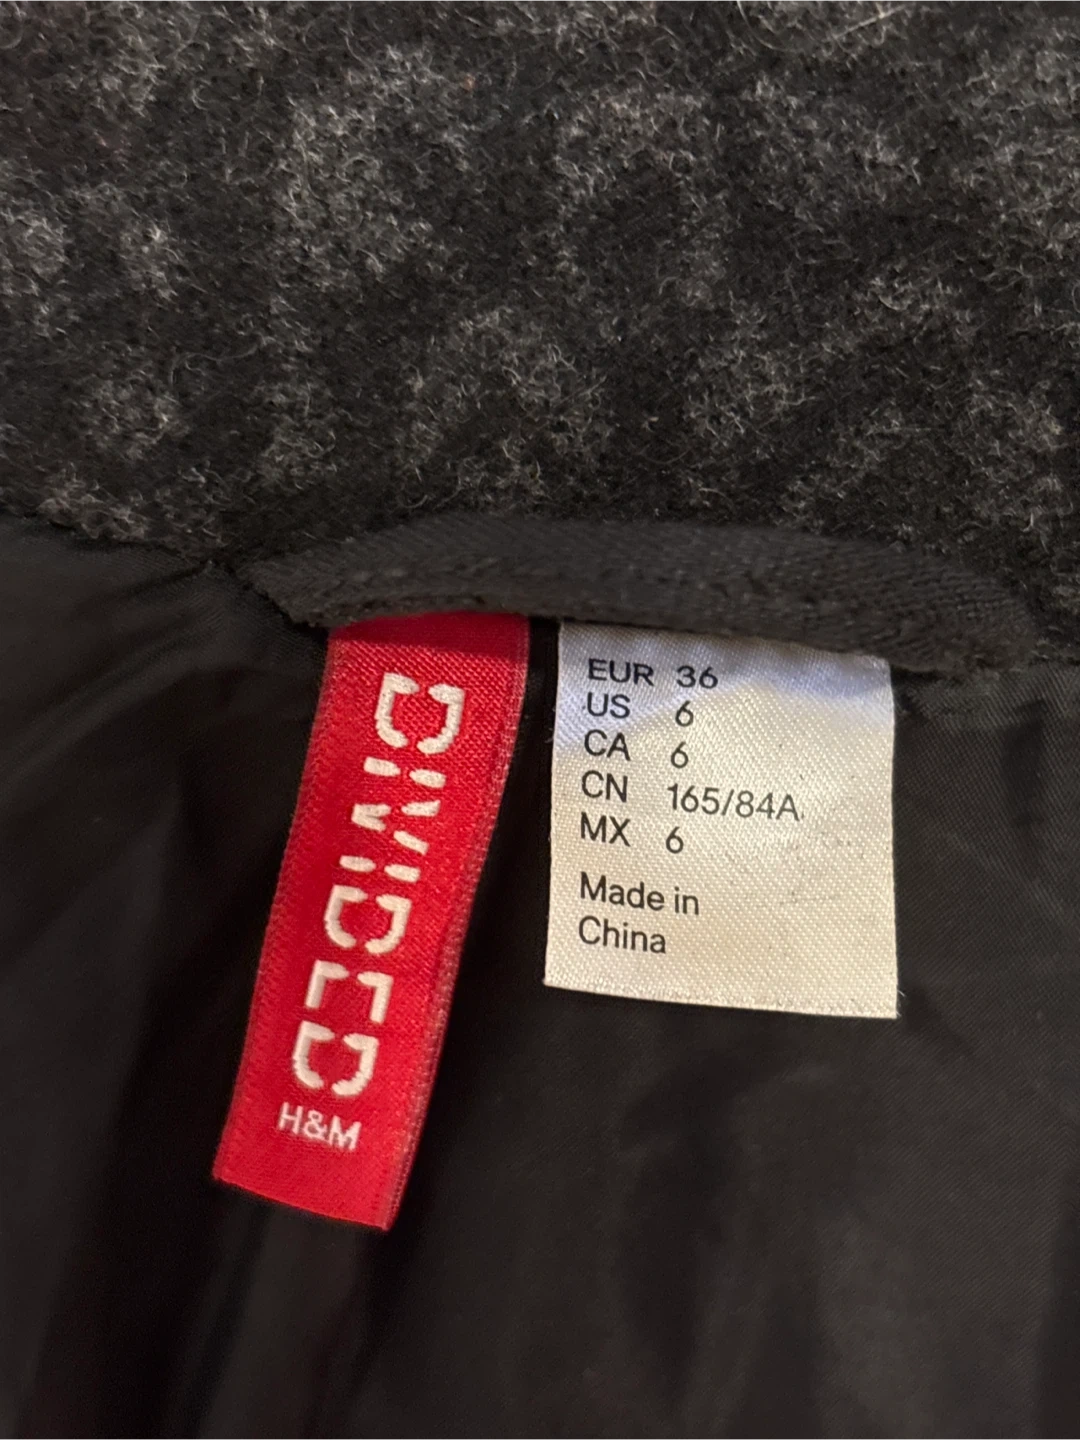 DIVIDED
H&M
EUR 36
US 6
CA 6
CN 165/84A
MX 6
Made in
China